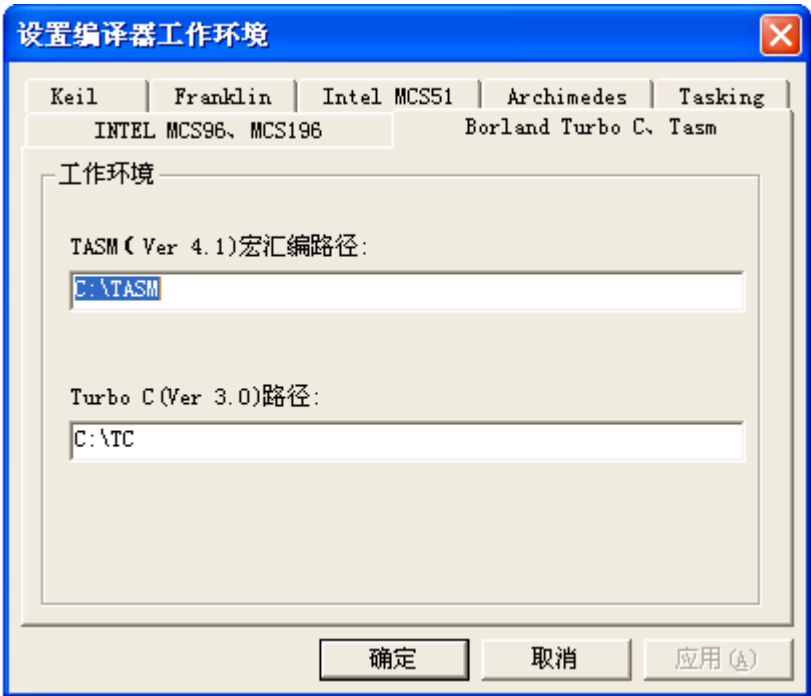 设置编译器工作环境
Keil Franklin Intel MCS51 Archimedes Tasking
INTEL MCS96、MCS196 Borland Turbo C、Tasm
工作环境
TASM( Ver 4.1)宏汇编路径:
C:\TASM
Turbo C(Ver 3.0)路径:
C:\TC
确定 取消 应用(A)